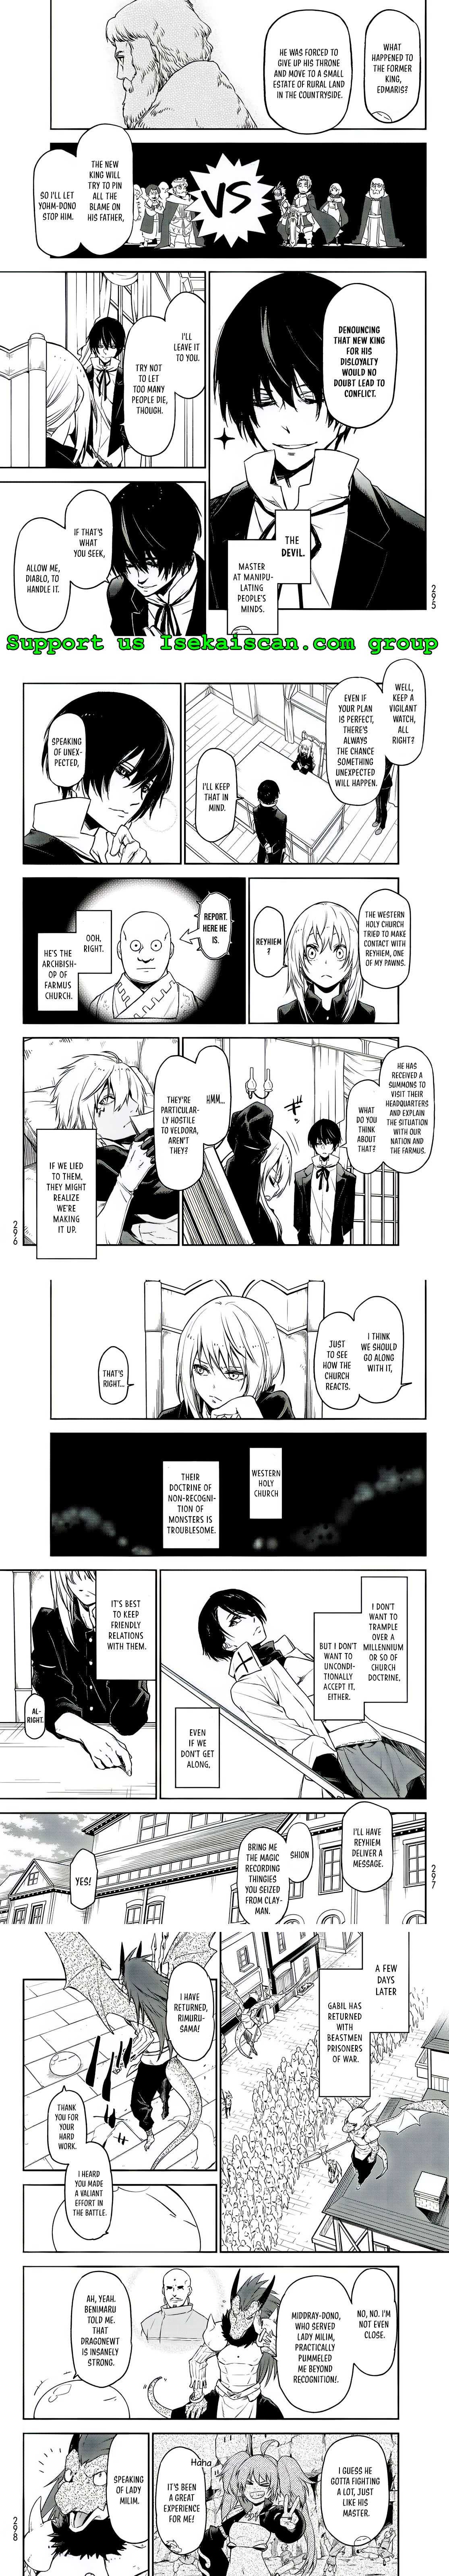 WHAT
HAPPENED
TO THE
FORMER
KING,
EDMARIS?
HE WAS FORCED TO
GIVE UP HIS THRONE
AND MOVE TO A SMALL
ESTATE OF RURAL LAND
IN THE COUNTRYSIDE.
THE NEW
KING WILL
TRY TO PIN
ALL THE
BLAME ON
HIS FATHER,
SO I'LL LET
YOHM-DONO
STOP HIM.
VS
DENOUNCING
THAT NEW KING
FOR HIS
DISLOYALTY
WOULD NO
DOUBT LEAD TO
CONFLICT.
THE
DEVIL.
MASTER
AT MANIPU-
LATING
PEOPLE'S
MINDS.
I'LL
LEAVE IT
TO YOU.
TRY NOT
TO LET
TOO MANY
PEOPLE DIE,
THOUGH.
IF THAT'S
WHAT
YOU SEEK,
ALLOW ME,
DIABLO, TO
HANDLE IT.
295
Support us Isekaiscan.com group
WELL,
KEEP A
VIGILANT
WATCH,
ALL
RIGHT?
EVEN IF
YOUR PLAN
IS PERFECT,
THERE'S
ALWAYS
THE CHANCE
SOMETHING
UNEXPECTED
WILL HAPPEN.
I'LL KEEP
THAT IN
MIND.
SPEAKING
OF UNEX-
PECTED,
THE WESTERN
HOLY CHURCH
TRIED TO MAKE
CONTACT WITH
REYHIEM, ONE
OF MY PAWNS.
REYHIEM
?
REPORT.
HERE HE
IS.
OOH,
RIGHT.
HE'S THE
ARCHBISH-
OP OF
FARMUS
CHURCH.
HE HAS
RECEIVED A
SUMMONS TO
VISIT THEIR
HEADQUARTERS
AND EXPLAIN
THE SITUATION
WITH OUR
NATION AND
THE FARMUS.
WHAT
DO YOU
THINK
ABOUT
THAT?
HMM...
THEY'RE
PARTICULAR-
LY HOSTILE
TO VELDORA,
AREN'T
THEY?
IF WE LIED
TO THEM,
THEY MIGHT
REALIZE
WE'RE
MAKING
IT UP.
296
I THINK
WE SHOULD
GO ALONG
WITH IT,
JUST
TO SEE
HOW THE
CHURCH
REACTS.
THAT'S
RIGHT...
WESTERN
HOLY
CHURCH
THEIR
DOCTRINE OF
NON-RECOGNI-
TION OF
MONSTERS IS
TROUBLESOME.
I DON'T
WANT TO
TRAMPLE
OVER A
MILLENNIUM
OR SO OF
CHURCH
DOCTRINE,
BUT I DON'T
WANT TO
UNCONDI-
TIONALLY
ACCEPT IT,
EITHER.
EVEN
IF WE
DON'T GET
ALONG,
IT'S BEST
TO KEEP
FRIENDLY
RELATIONS
WITH THEM.
AL-
RIGHT.
I'LL HAVE
REYHIEM
DELIVER A
MESSAGE.
SHION
BRING ME
THE MAGIC
RECORDING
THINGIES
YOU SEIZED
FROM CLAY-
MAN.
YES!
297
A FEW
DAYS
LATER
GABIL HAS
RETURNED
WITH
BEASTMEN
PRISONERS
OF WAR.
I HAVE
RETURNED,
RIMURU-
SAMA!
THANK
YOU FOR
YOUR
HARD
WORK.
I HEARD
YOU MADE
A VALIANT
EFFORT IN
THE BATTLE.
NO, NO. I'M
NOT EVEN
CLOSE.
MIDDRAY-DONO,
WHO SERVED
LADY MILIM,
PRACTICALLY
PUMMELED
ME BEYOND
RECOGNITION!.
AH, YEAH.
BENIMARU
TOLD ME.
THAT
DRAGONEWT
IS INSANELY
STRONG.
I GUESS HE
GOTTA FIGHTING
A LOT, JUST
LIKE HIS
MASTER.
Haha
IT'S BEEN
A GREAT
EXPERIENCE
FOR ME!
SPEAKING
OF LADY
MILIM.
298